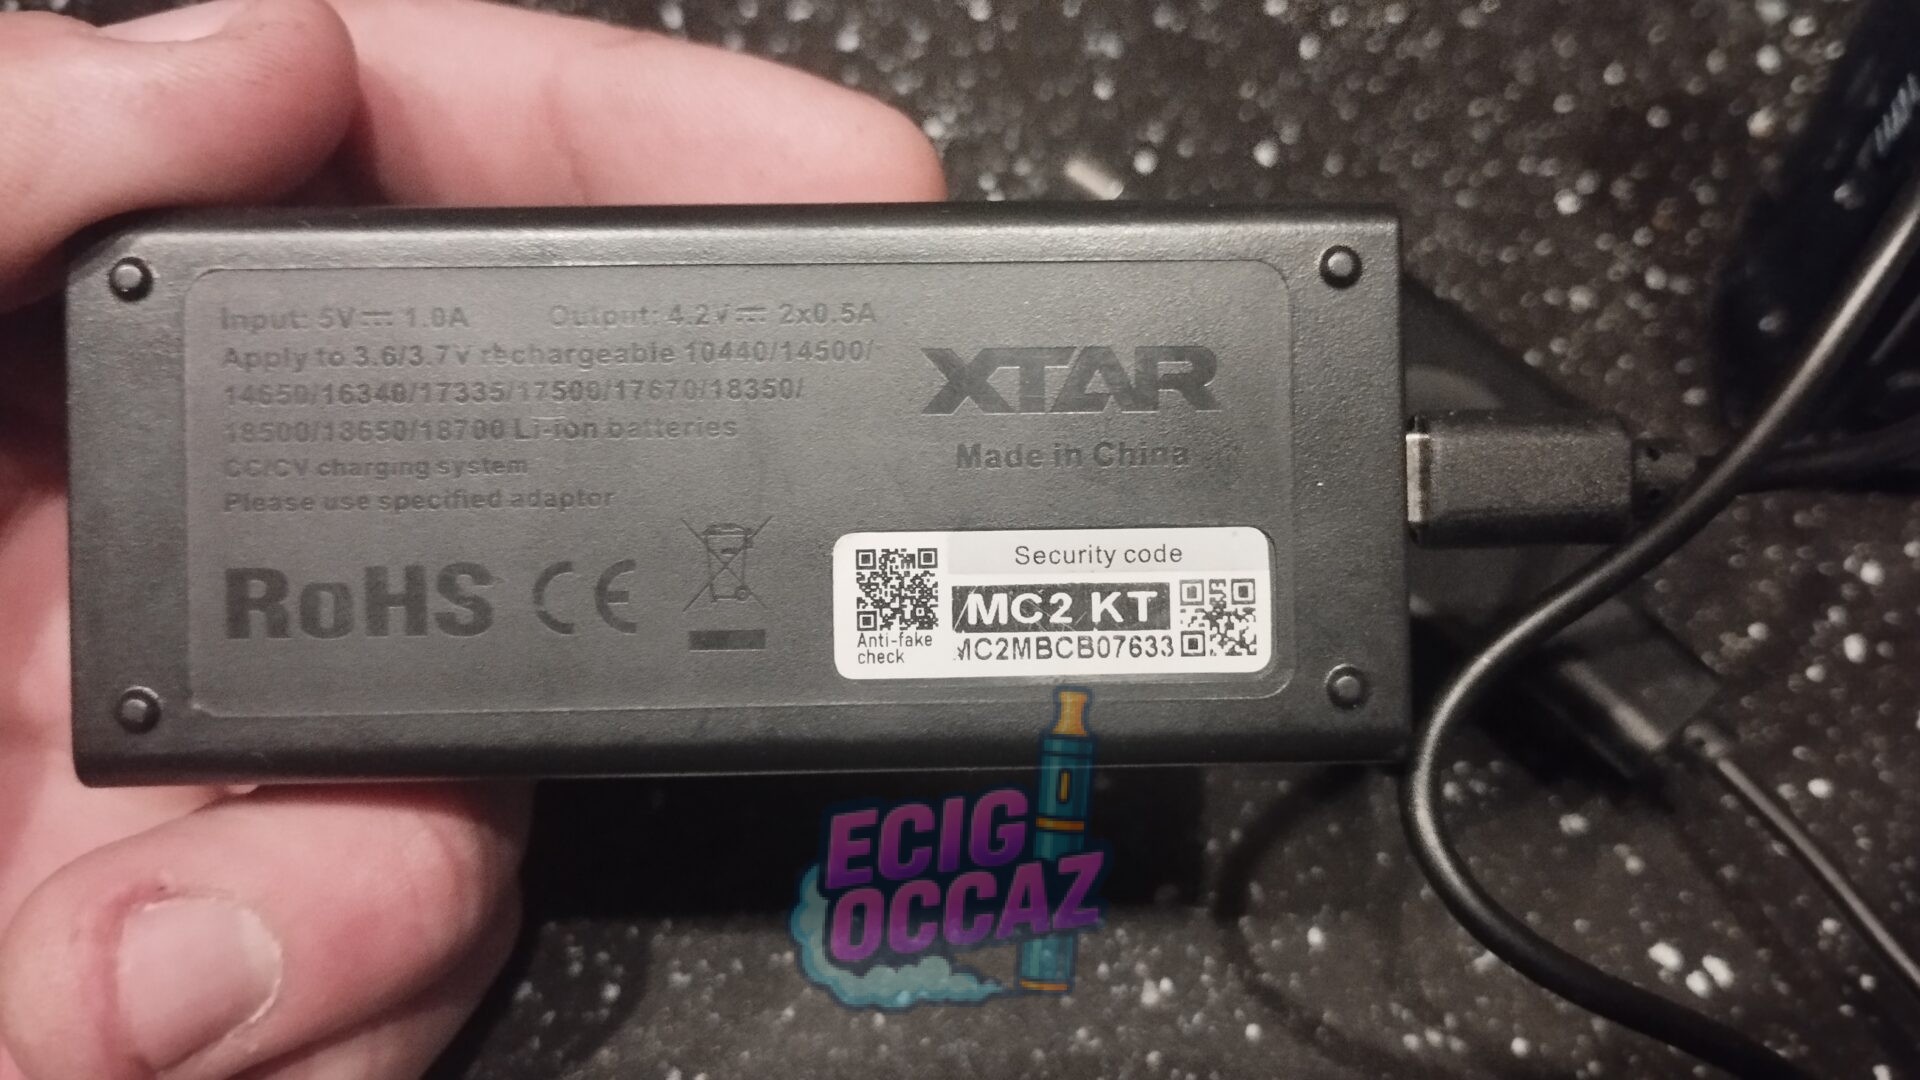 Input: 5V⎓ 1.0A Output: 4.2V⎓ 2x0.5A
Apply to 3.6/3.7V rechargeable 10440/14500/
14650/16340/17335/17500/17670/18350/
18500/18650/18700 Li-ion batteries
CC/CV charging system
Please use specified adaptor
XTAR
Made in China
RoHS CE
Security code
MC2 KT
MC2MBCB07633
Anti-fake
check
ECIG
OCCAZ